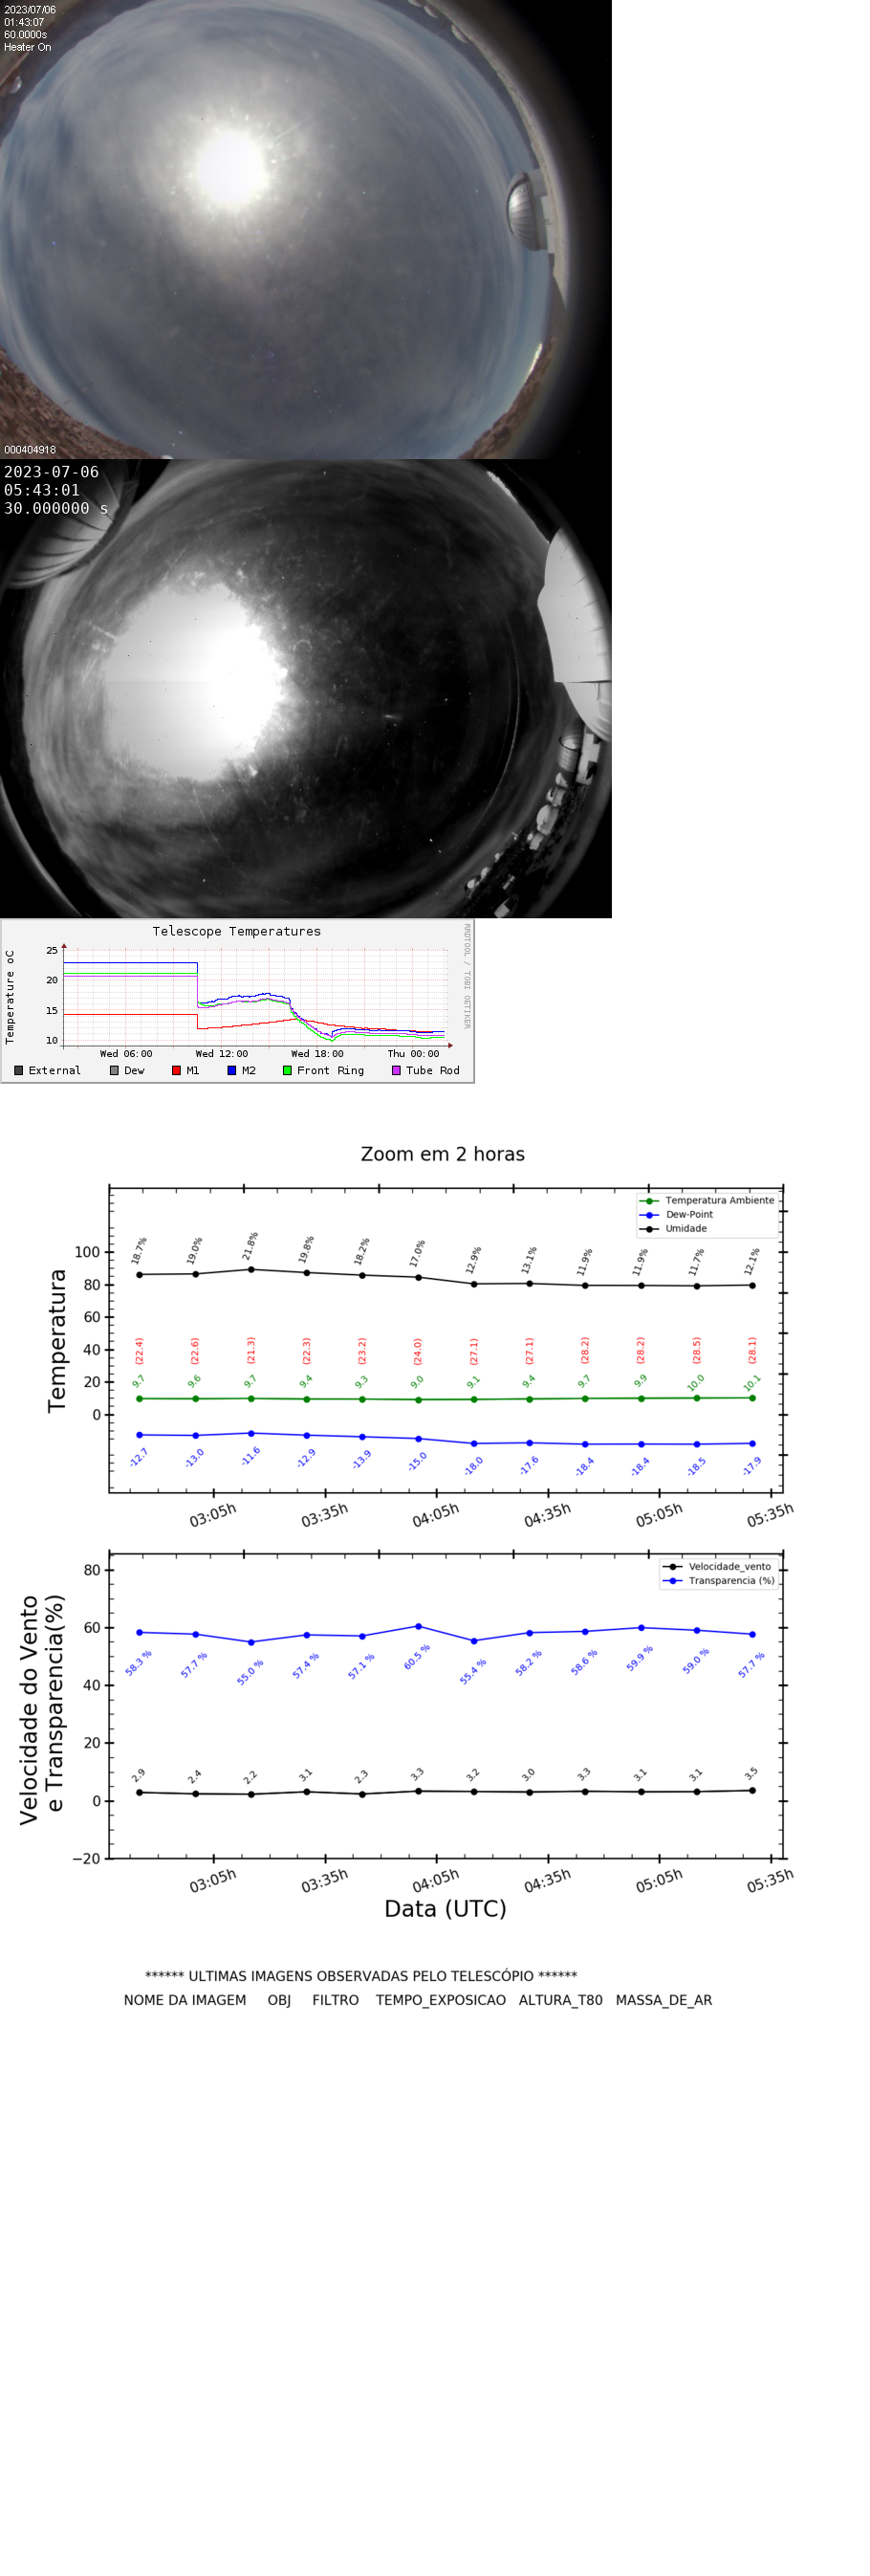 2023/07/06
01:43:07
60.0000s
Heater On
000404918
2023-07-06
05:43:01
30.000000 s
Telescope Temperatures
RRDTOOL / TOBI OETIKER
Temperature oC
25
20
15
10
Wed 06:00 Wed 12:00 Wed 18:00 Thu 00:00
External Dew M1 M2 Front Ring Tube Rod
Zoom em 2 horas
Temperatura
Temperatura Ambiente
Dew-Point
Umidade
100
80
60
40
20
0
18.7% 19.0% 21.8% 19.8% 18.2% 17.0% 12.9% 13.1% 11.9% 11.9% 11.7% 12.1%
(22.4) (22.6) (21.3) (22.3) (23.2) (24.0) (27.1) (27.1) (28.2) (28.2) (28.5) (28.1)
9.7 9.6 9.7 9.4 9.3 9.0 9.1 9.4 9.7 9.9 10.0 10.1
-12.7 -13.0 -11.6 -12.9 -13.9 -15.0 -18.0 -17.6 -18.4 -18.4 -18.5 -17.9
03:05h 03:35h 04:05h 04:35h 05:05h 05:35h
Velocidade do Vento
e Transparencia(%)
Velocidade_vento
Transparencia (%)
80
60
40
20
0
−20
58.3 % 57.7 % 55.0 % 57.4 % 57.1 % 60.5 % 55.4 % 58.2 % 58.6 % 59.9 % 59.0 % 57.7 %
2.9 2.4 2.2 3.1 2.3 3.3 3.2 3.0 3.3 3.1 3.1 3.5
03:05h 03:35h 04:05h 04:35h 05:05h 05:35h
Data (UTC)
****** ULTIMAS IMAGENS OBSERVADAS PELO TELESCÓPIO ******
NOME DA IMAGEM OBJ FILTRO TEMPO_EXPOSICAO ALTURA_T80 MASSA_DE_AR